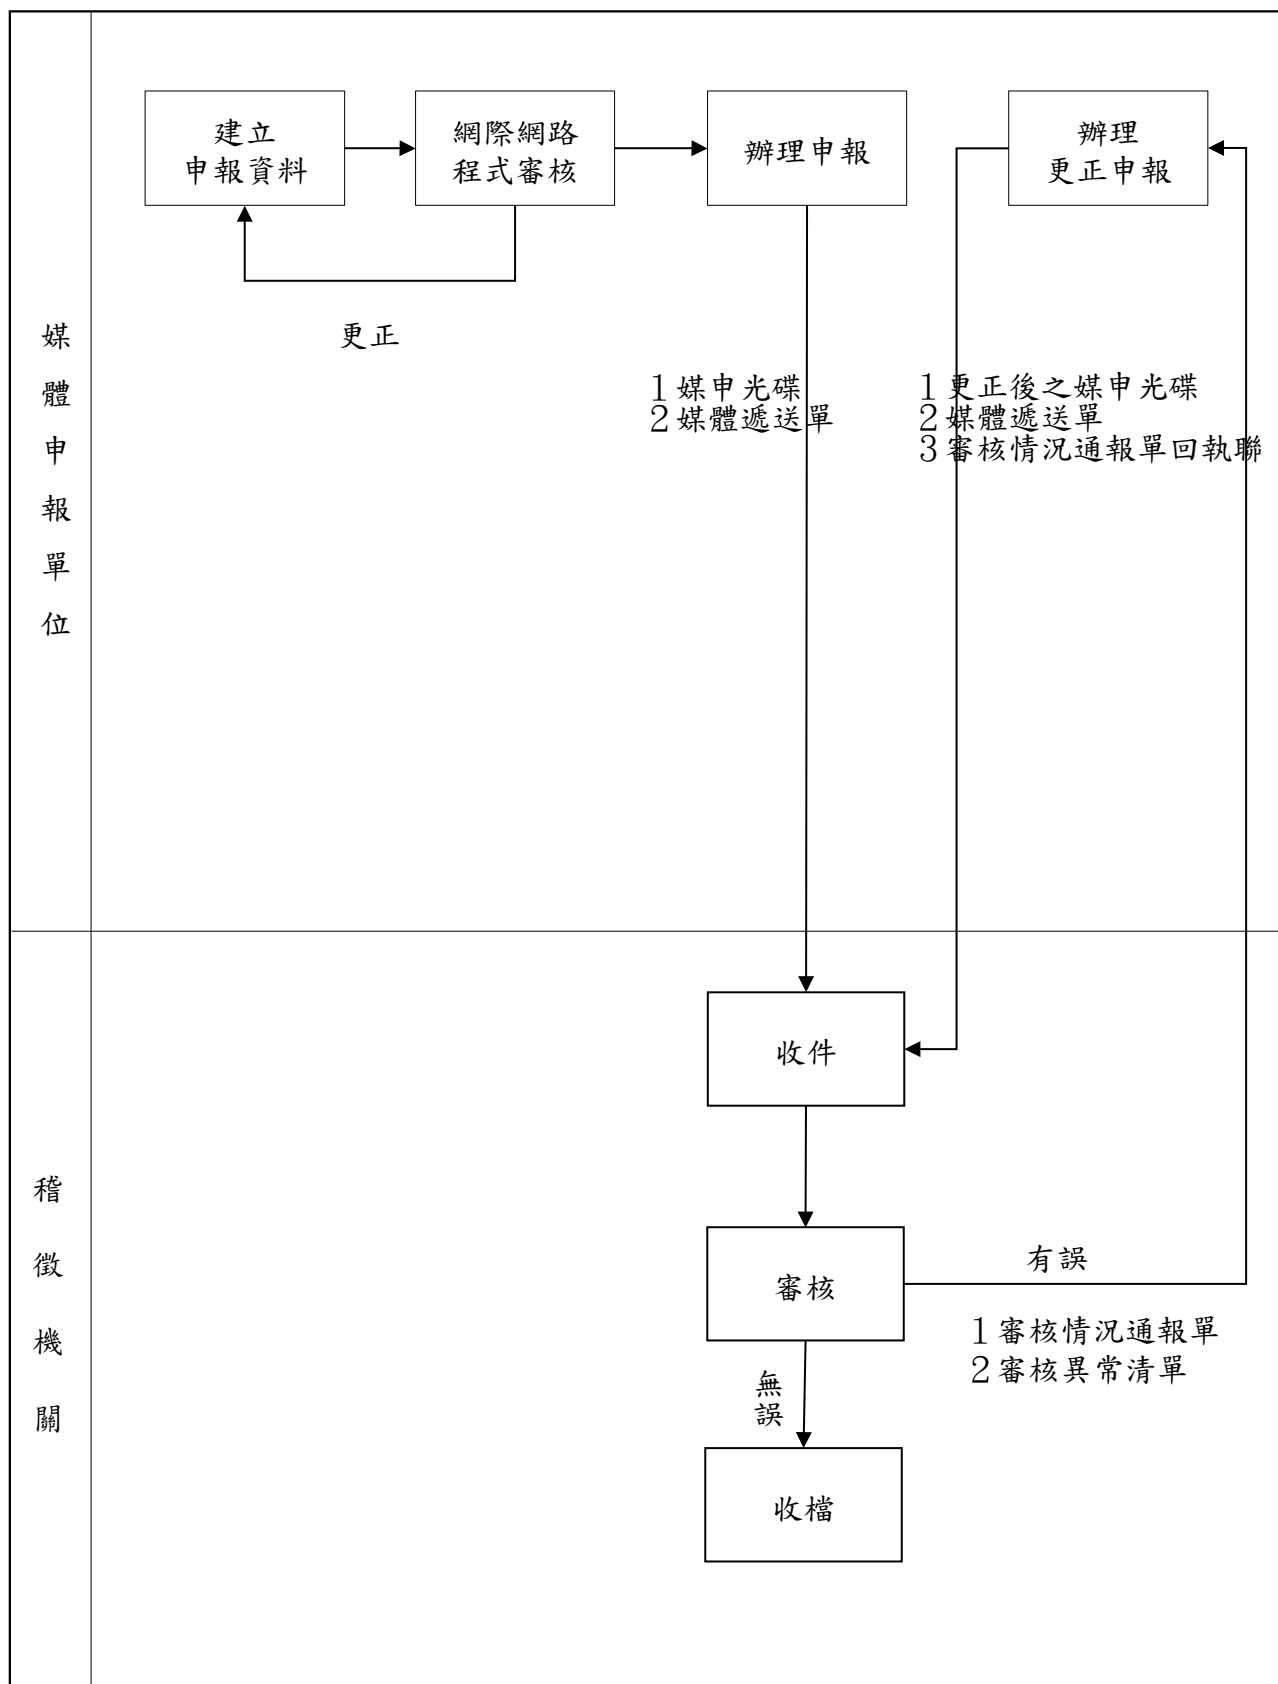 媒體申報單位
建立
申報資料
網際網路
程式審核
辦理申報
辦理
更正申報
更正
1媒申光碟
2媒體遞送單
1更正後之媒申光碟
2媒體遞送單
3審核情況通報單回執聯
稽徵機關
收件
審核
有誤
1審核情況通報單
2審核異常清單
無誤
收檔